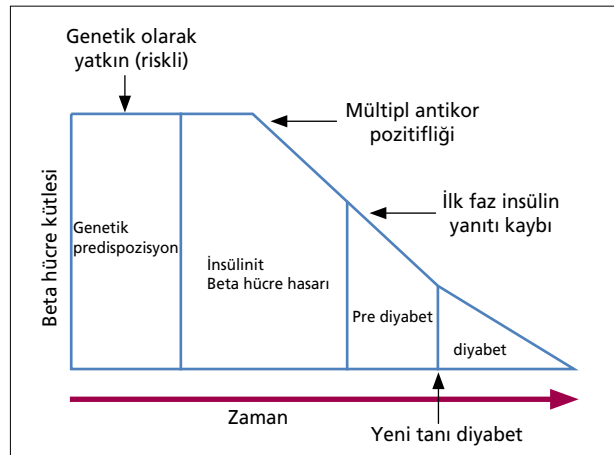 Genetik olarak
yatkın (riskli)
Mültipl antikor
pozitifliği
İlk faz insülin
yanıtı kaybı
Beta hücre kütlesi
Genetik
predispozisyon
İnsülinit
Beta hücre hasarı
Pre diyabet
diyabet
Zaman
Yeni tanı diyabet